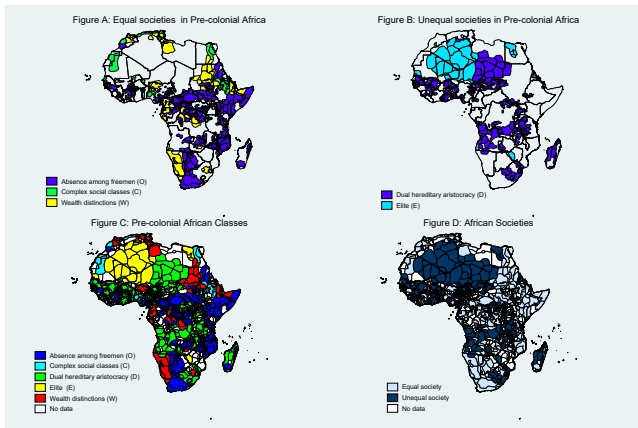 Figure A: Equal societies in Pre-colonial Africa
Absence among freemen (O)
Complex social classes (C)
Wealth distinctions (W)
Figure B: Unequal societies in Pre-colonial Africa
Dual hereditary aristocracy (D)
Elite (E)
Figure C: Pre-colonial African Classes
Absence among freemen (O)
Complex social classes (C)
Dual hereditary aristocracy (D)
Elite (E)
Wealth distinctions (W)
No data
Figure D: African Societies
Equal society
Unequal society
No data